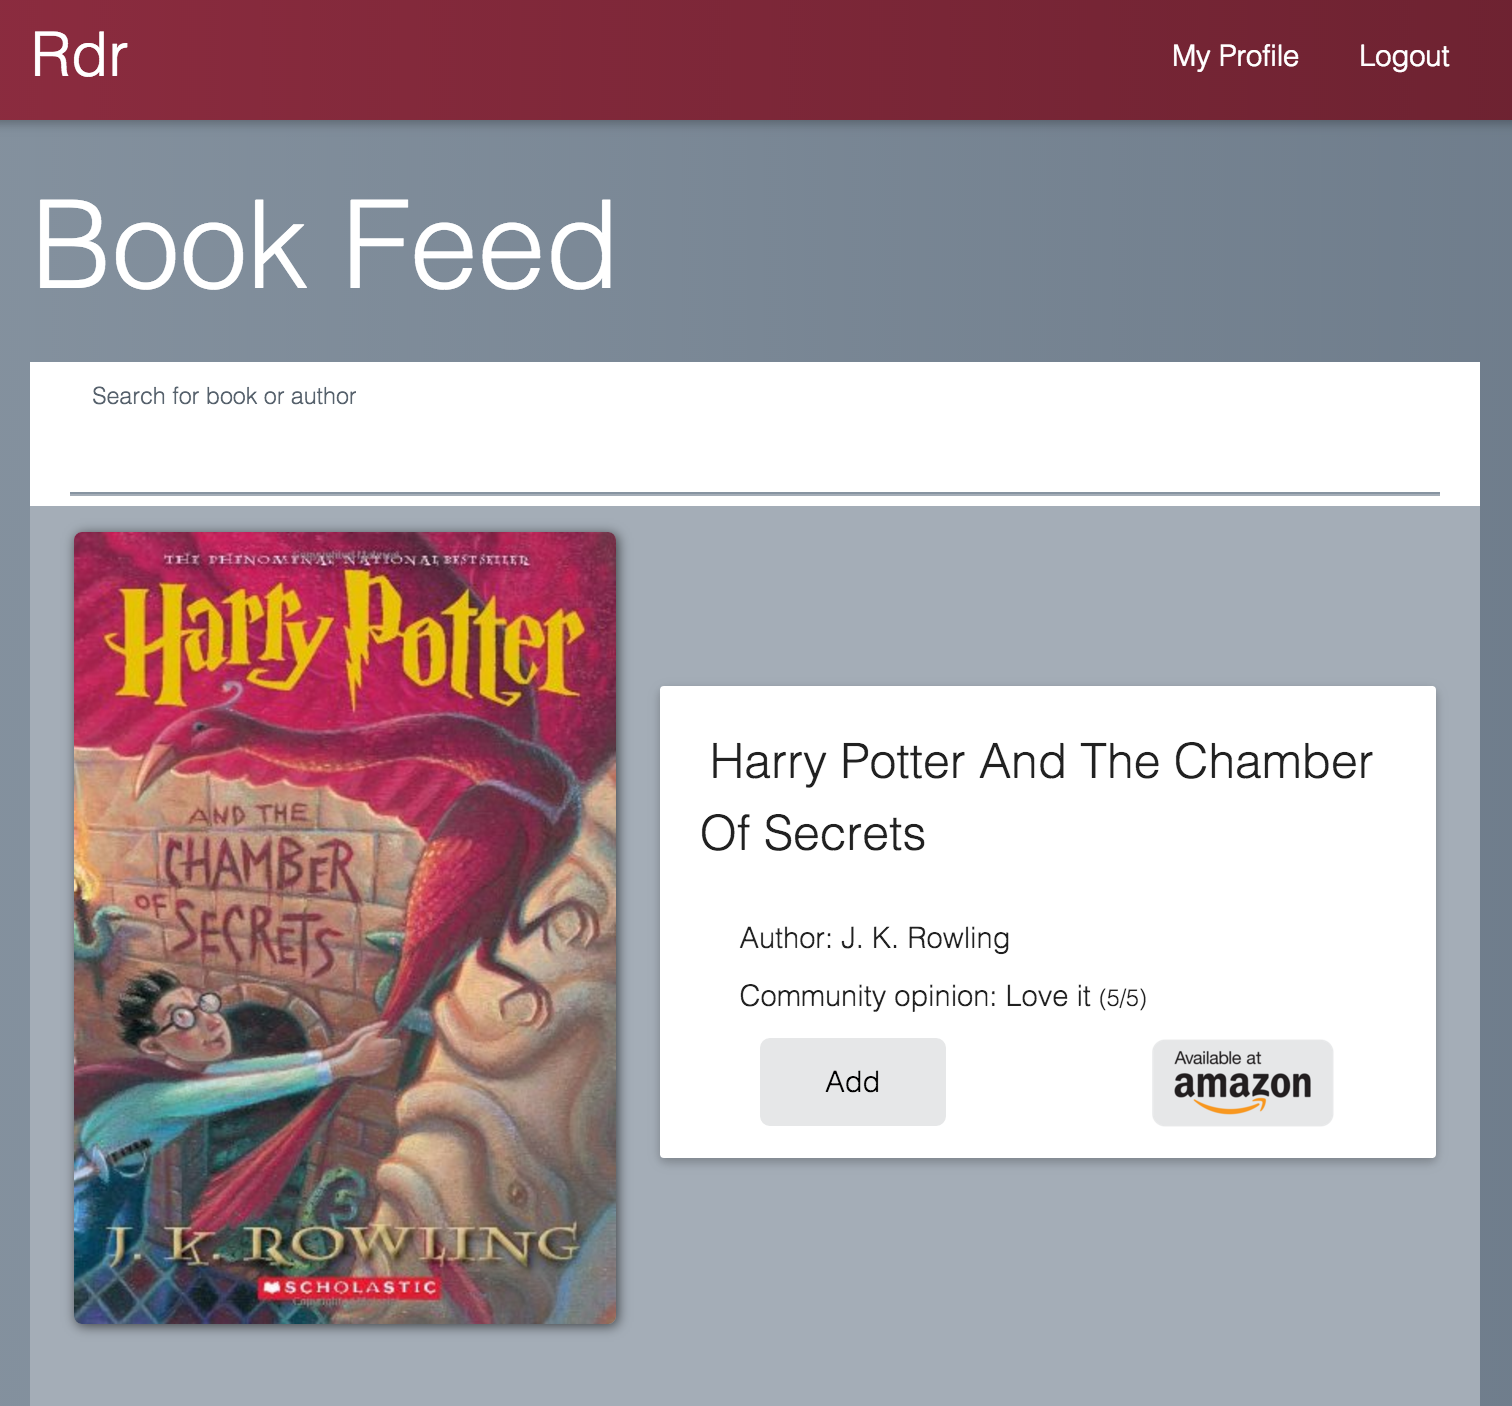 Rdr
My Profile
Logout
Book Feed
Search for book or author
THE PHENOMENAL NATIONAL BESTSELLER
Harry Potter
AND THE
CHAMBER
OF SECRETS
J. K. ROWLING
SCHOLASTIC
Copyrighted Material
Harry Potter And The Chamber
Of Secrets
Author: J. K. Rowling
Community opinion: Love it (5/5)
Add
Available at
amazon